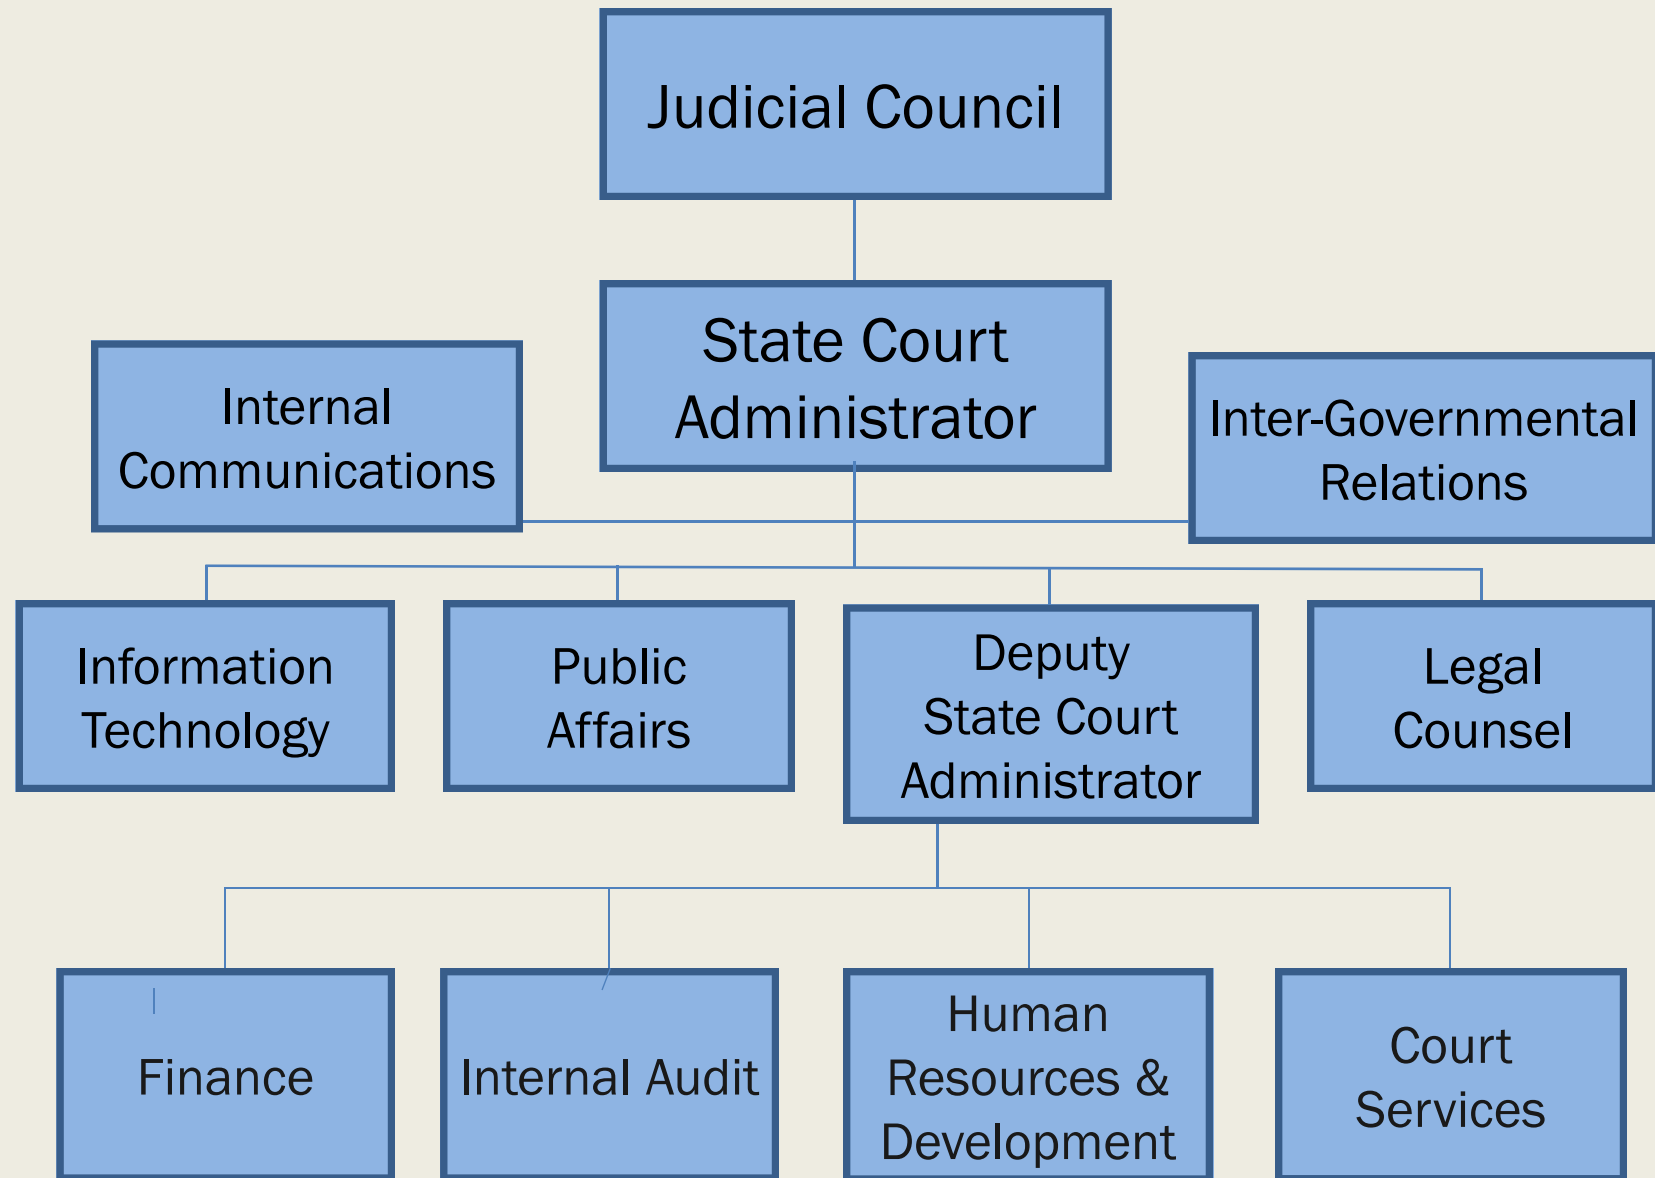 Judicial Council
State Court
Administrator
Internal
Communications
Inter-Governmental
Relations
Information
Technology
Public
Affairs
Deputy
State Court
Administrator
Legal
Counsel
Finance
Internal Audit
Human
Resources &
Development
Court
Services